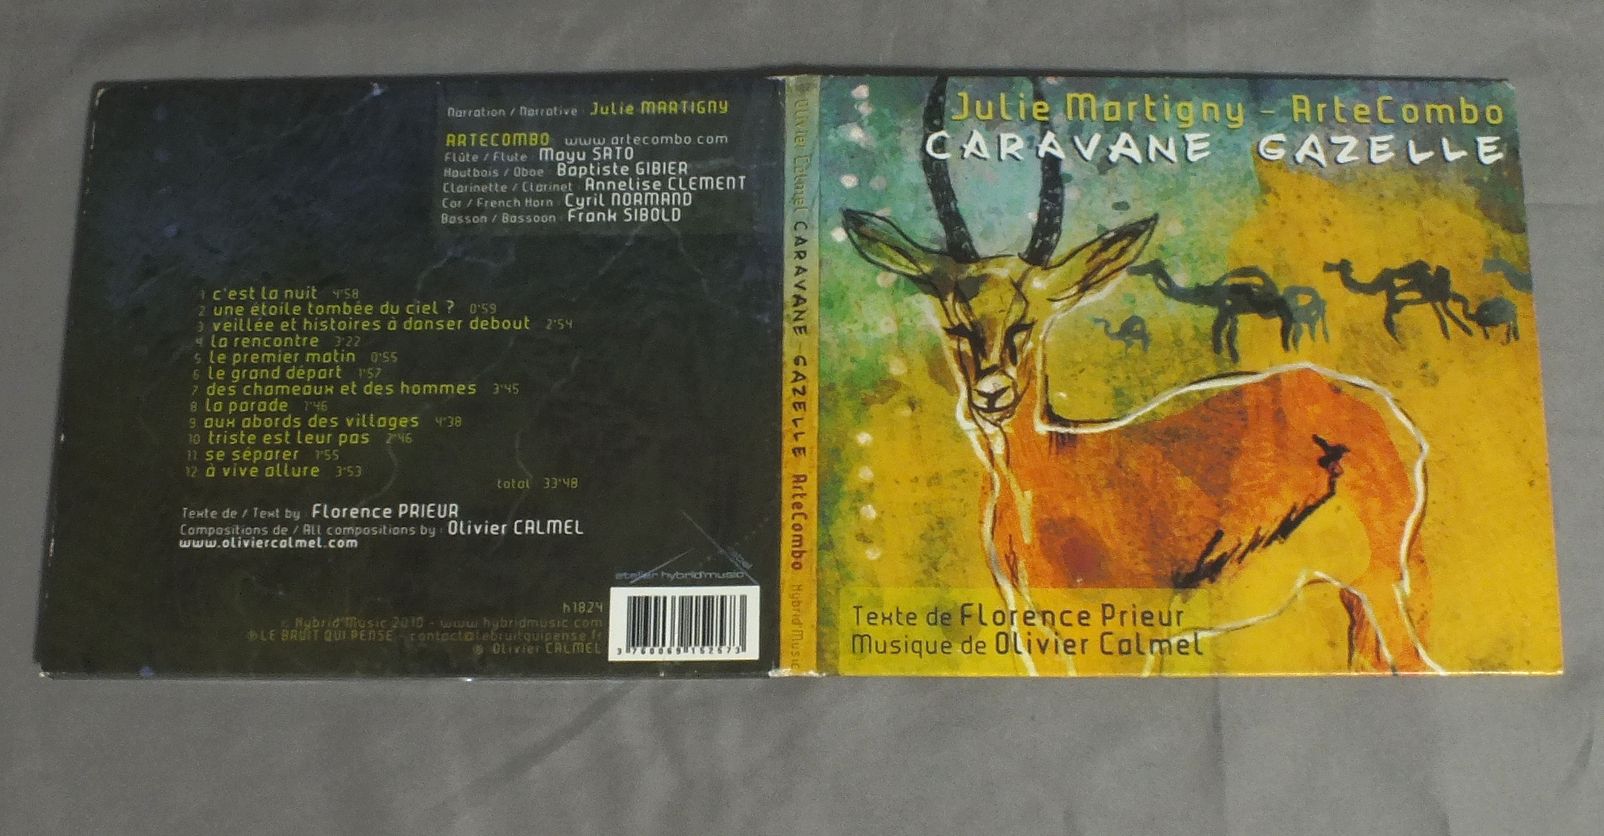 Narration / Narrative : Julie MARTIGNY
ARTECOMBO www.artecombo.com
Flûte / Flute : Mayu SATO
Hautbois / Oboe : Baptiste GIBIER
Clarinette / Clarinet : Annelise CLEMENT
Cor / French Horn : Cyril NORMAND
Basson / Bassoon : Frank SIBOLD
1 c'est la nuit 4'58
2 une étoile tombée du ciel ? 0'59
3 veillée et histoires à danser debout 2'54
4 la rencontre 3'22
5 le premier matin 0'55
6 le grand départ 1'57
7 des chameaux et des hommes 3'45
8 la parade 1'46
9 aux abords des villages 4'38
10 triste est leur pas 2'46
11 se séparer 1'55
12 à vive allure 3'53
total 33'48
Texte de / Text by : Florence PRIEUR
Compositions de / All compositions by : Olivier CALMEL
www.oliviercalmel.com
atelier hybrid'music
h1824
© Hybrid'Music 2010 - www.hybridmusic.com
℗ LE BRUIT QUI PENSE - contact@lebruitquipense.fr
© Olivier CALMEL
3 760069 152573
Olivier Calmel CARAVANE - GAZELLE ArteCombo Hybrid'Music
Julie Martigny - ArteCombo
CARAVANE GAZELLE
Texte de Florence Prieur
Musique de Olivier Calmel